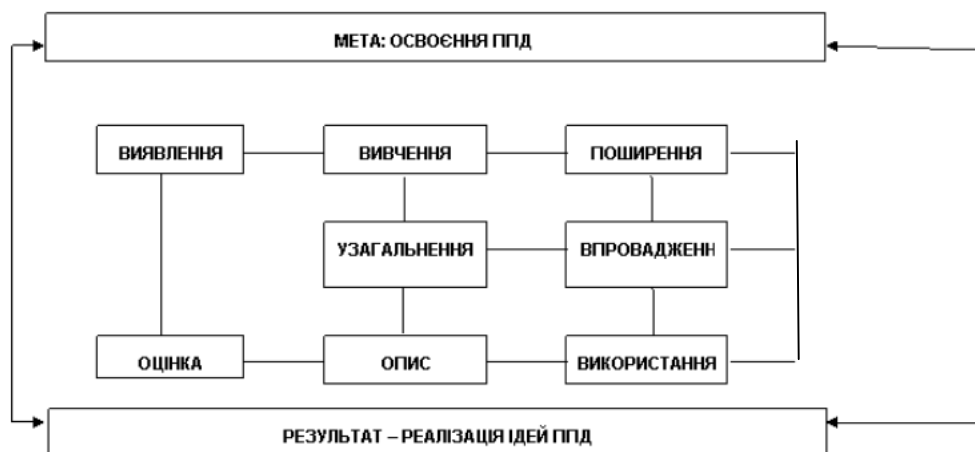 МЕТА: ОСВОЄННЯ ППД
ВИЯВЛЕННЯ
ВИВЧЕННЯ
ПОШИРЕННЯ
УЗАГАЛЬНЕННЯ
ВПРОВАДЖЕНН
ОЦІНКА
ОПИС
ВИКОРИСТАННЯ
РЕЗУЛЬТАТ – РЕАЛІЗАЦІЯ ІДЕЙ ППД